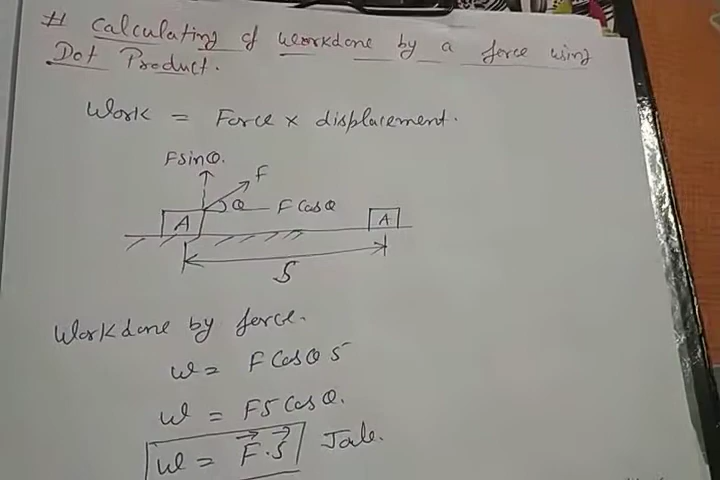 # Calculating of workdone by a force using
Dot Product.
Work = Force × displacement.
F sinθ.
F
θ
F Cosθ
A
A
S
Workdone by force.
W = F Cosθ S
W = FS Cosθ.
W = F⃗.S⃗ Joule.